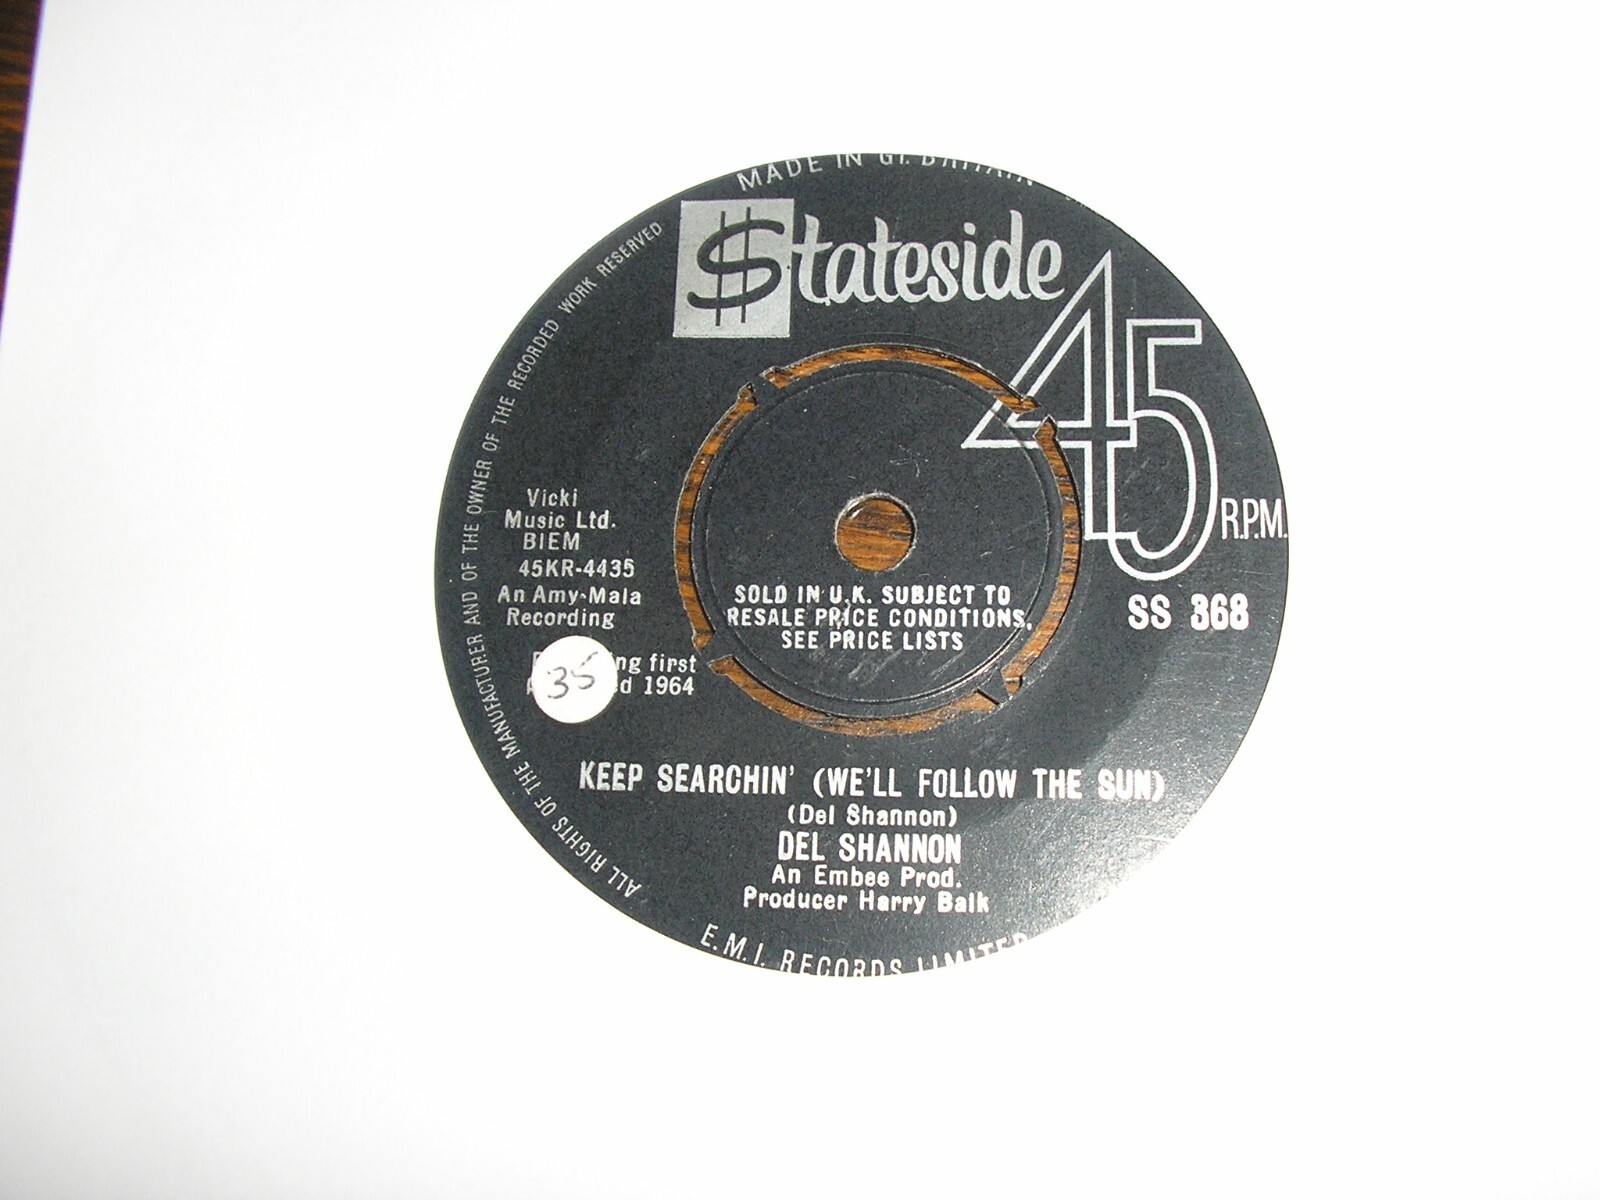 MADE IN GT. BRITAIN
$tateside
45
R.P.M.
ALL RIGHTS OF THE MANUFACTURER AND OF THE OWNER OF THE RECORDED WORK RESERVED
Vicki
Music Ltd.
BIEM
45KR-4435
An Amy-Mala
Recording
SS 368
SOLD IN U.K. SUBJECT TO
RESALE PRICE CONDITIONS,
SEE PRICE LISTS
first
1964
35
KEEP SEARCHIN' (WE'LL FOLLOW THE SUN)
(Del Shannon)
DEL SHANNON
An Embee Prod.
Producer Harry Balk
E.M.I. RECORDS LIMITED